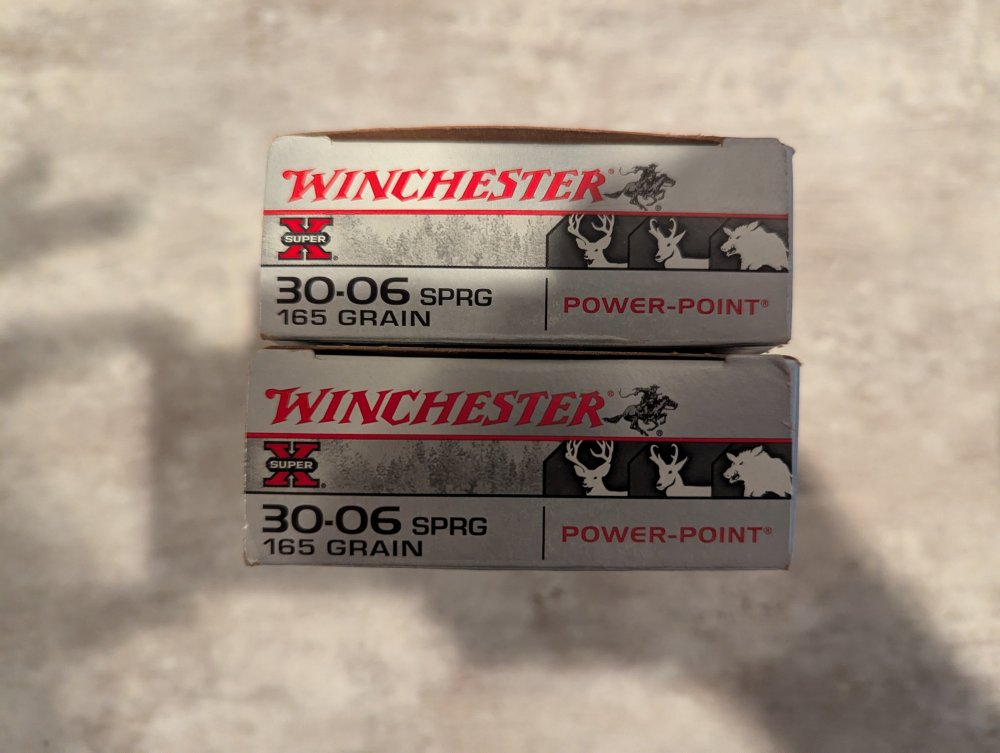 WINCHESTER®
SUPER X®
30-06 SPRG
165 GRAIN
POWER-POINT®
WINCHESTER®
SUPER X®
30-06 SPRG
165 GRAIN
POWER-POINT®